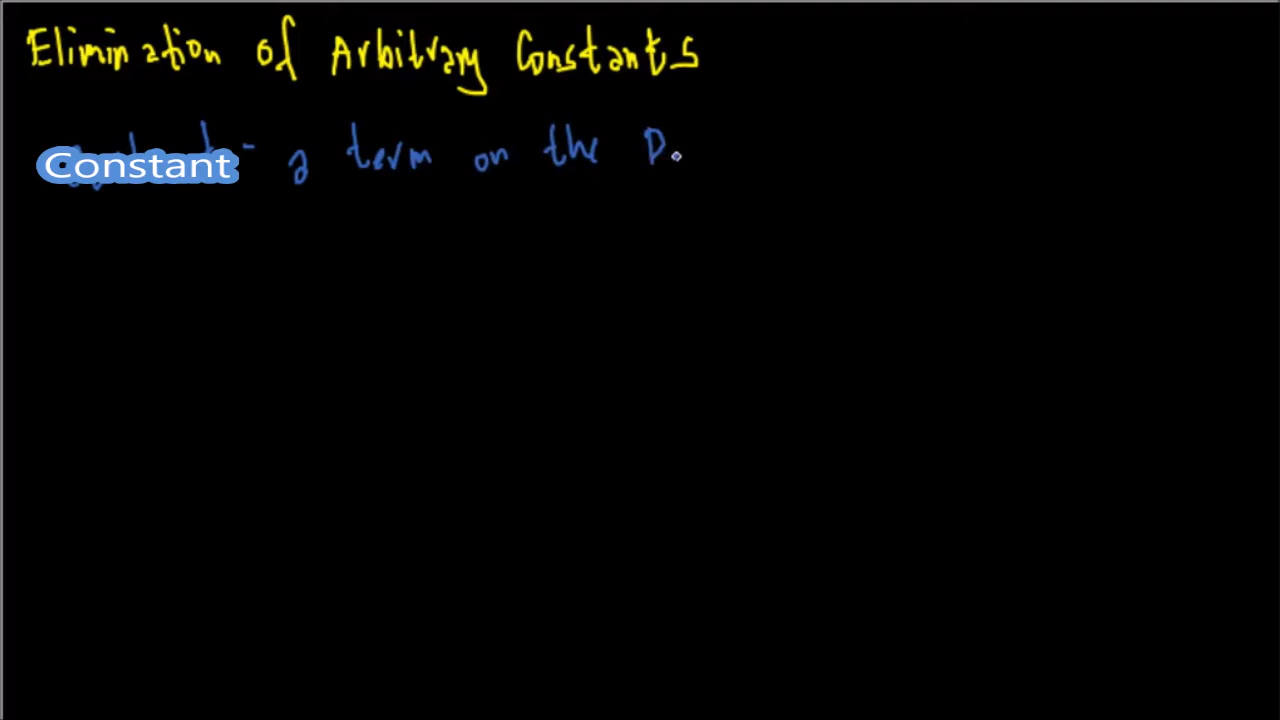 Elimination of Arbitrary Constants
Constant - a term on the D